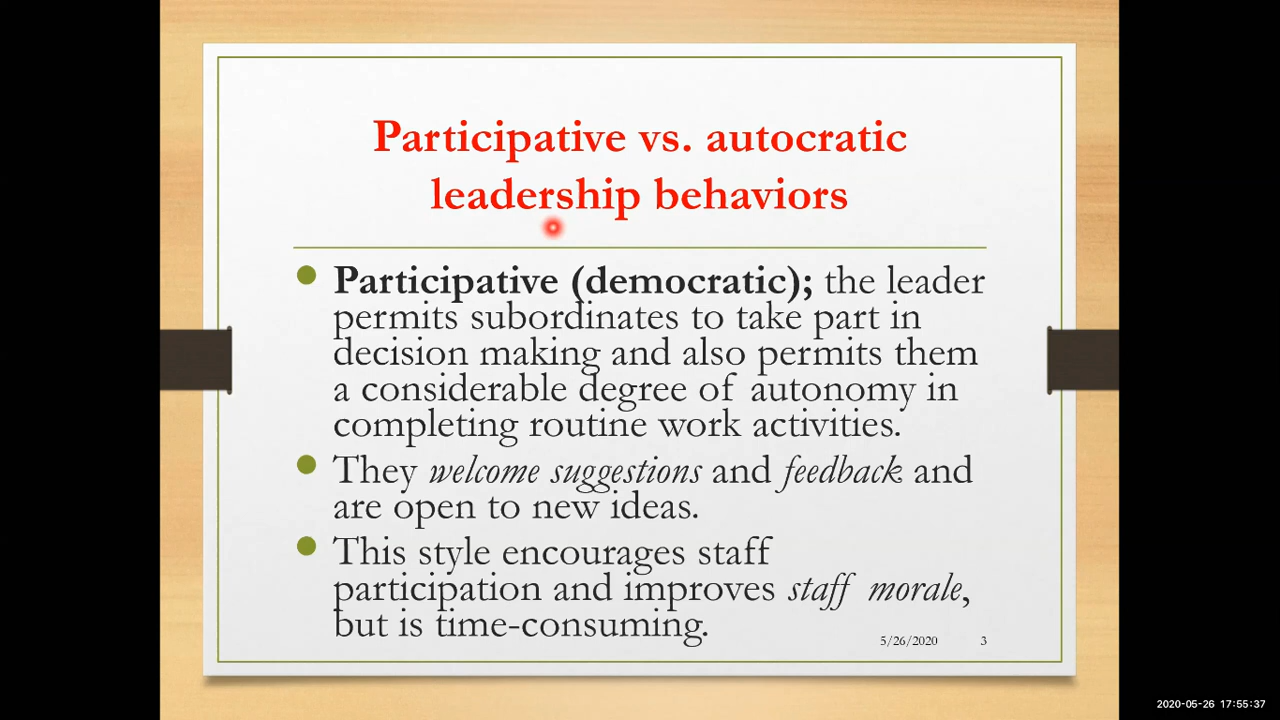 Participative vs. autocratic
leadership behaviors
Participative (democratic); the leader
permits subordinates to take part in
decision making and also permits them
a considerable degree of autonomy in
completing routine work activities.
They welcome suggestions and feedback and
are open to new ideas.
This style encourages staff
participation and improves staff morale,
but is time-consuming.
5/26/2020 3
2020-05-26 17:55:37